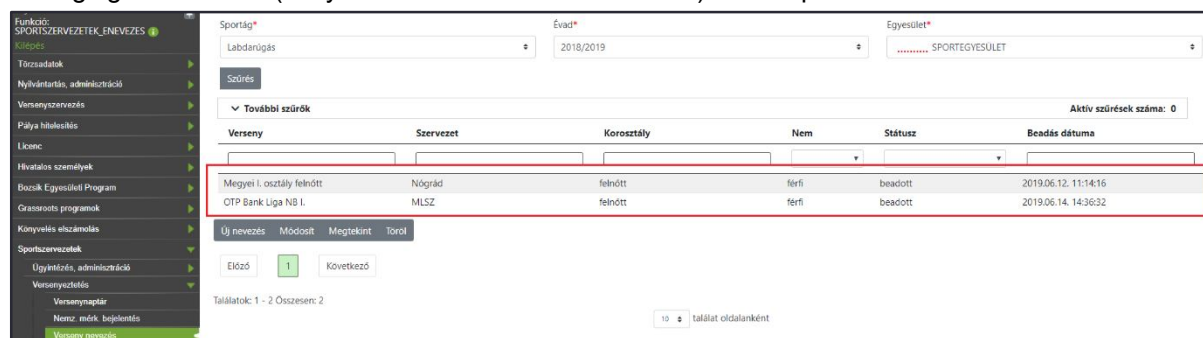 Funkció:
SPORTSZERVEZETEK_ENEVEZES
Kilépés
Törzsadatok
Nyilvántartás, adminisztráció
Versenyszervezés
Pálya hitelesítés
Licenc
Hivatalos személyek
Bozsik Egyesületi Program
Grassroots programok
Könyvelés elszámolás
Sportszervezetek
Ügyintézés, adminisztráció
Versenyeztetés
Versenynaptár
Nemz. mérk. bejelentés
Verseny nevezés
Sportág* Évad* Egyesület*
Labdarúgás 2018/2019 .......... SPORTEGYESÜLET
Szűrés
További szűrők Aktív szűrések száma: 0
Verseny Szervezet Korosztály Nem Státusz Beadás dátuma
Megyei I. osztály felnőtt Nógrád felnőtt férfi beadott 2019.06.12. 11:14:16
OTP Bank Liga NB I. MLSZ felnőtt férfi beadott 2019.06.14. 14:36:32
Új nevezés Módosít Megtekint Töröl
Előző 1 Következő
Találatok: 1 - 2 Összesen: 2
10 találat oldalanként